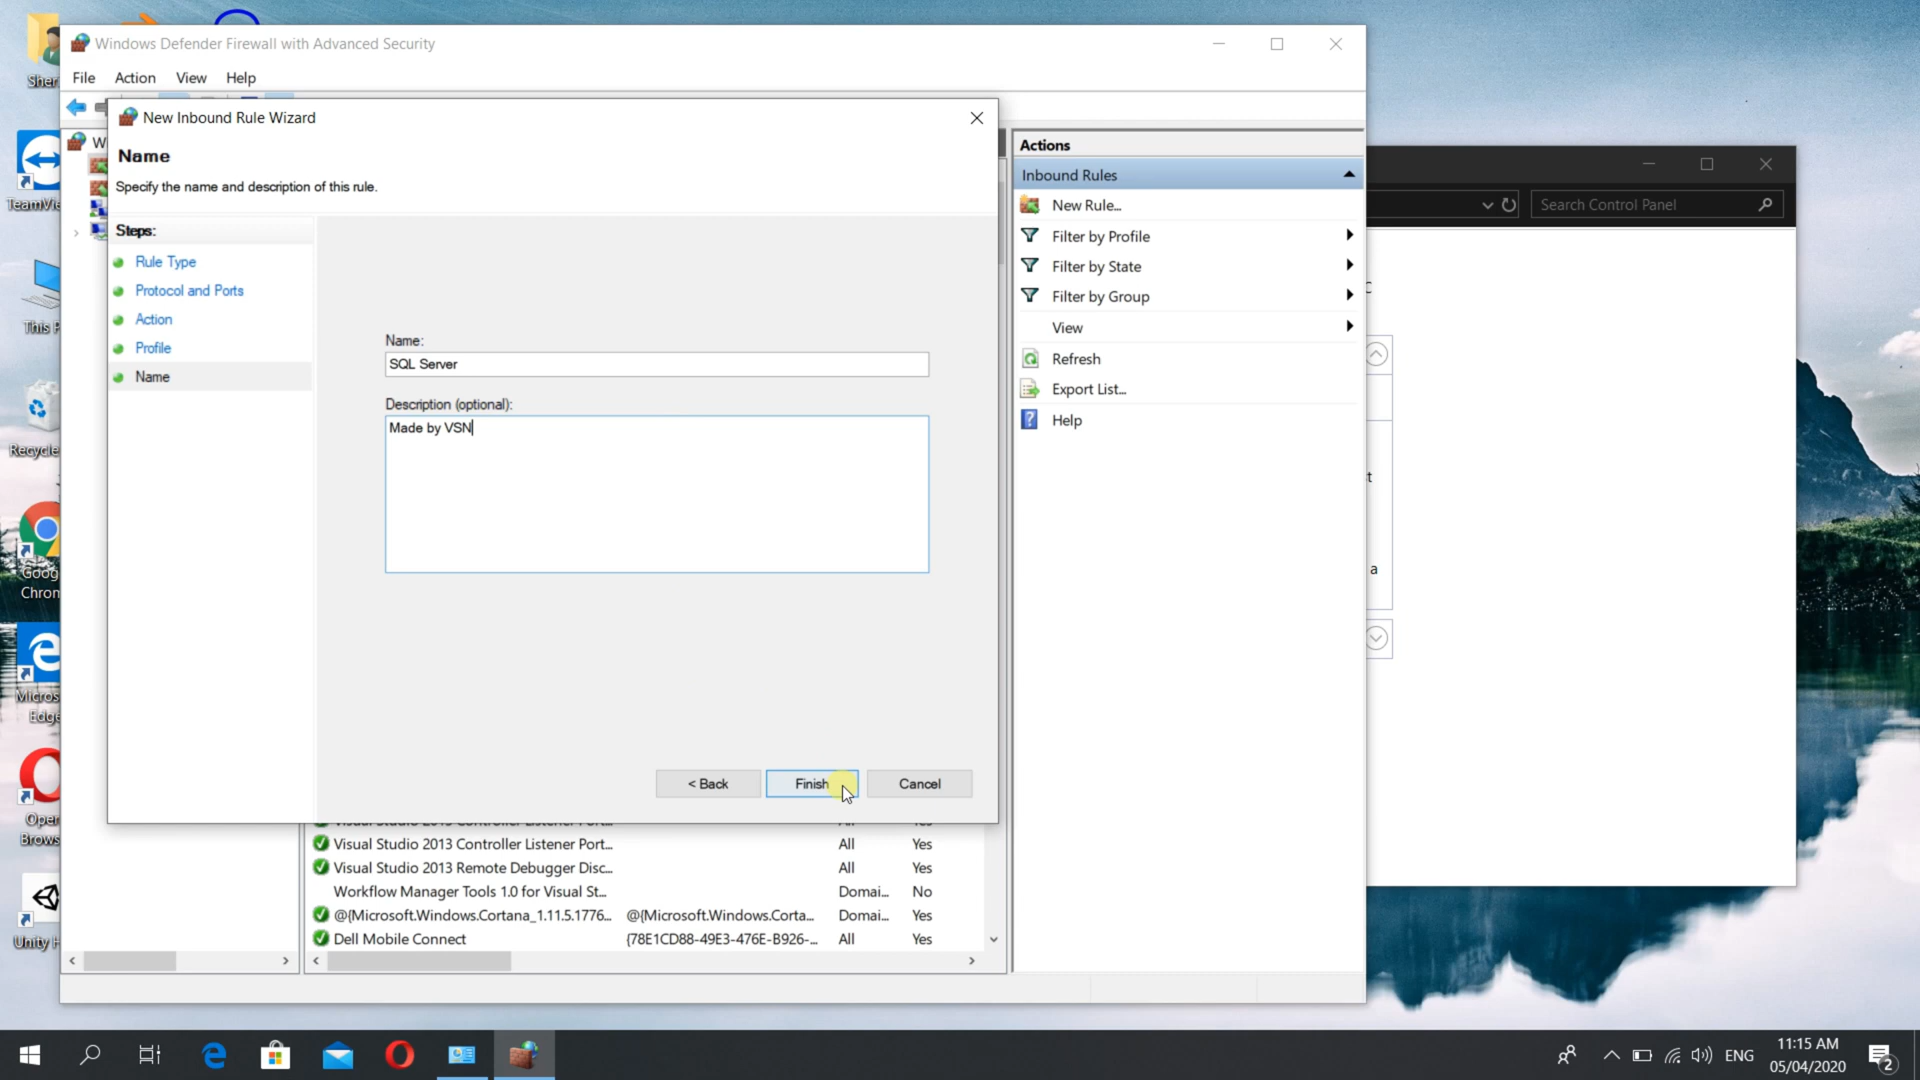 Windows Defender Firewall with Advanced Security
File Action View Help
New Inbound Rule Wizard
Name
Specify the name and description of this rule.
Steps:
Rule Type
Protocol and Ports
Action
Profile
Name
Name:
SQL Server
Description (optional):
Made by VSN
< Back
Finish
Cancel
Visual Studio 2013 Controller Listener Port... All Yes
Visual Studio 2013 Remote Debugger Disc... All Yes
Workflow Manager Tools 1.0 for Visual St... Domai... No
@{Microsoft.Windows.Cortana_1.11.5.1776... @{Microsoft.Windows.Corta... Domai... Yes
Dell Mobile Connect {78E1CD88-49E3-476E-B926-... All Yes
Actions
Inbound Rules
New Rule...
Filter by Profile
Filter by State
Filter by Group
View
Refresh
Export List...
Help
Search Control Panel
t
a
Sher
TeamVie
This P
Recycle
Goog
Chron
Micros
Edge
Oper
Brows
Unity H
ENG
11:15 AM
05/04/2020
2